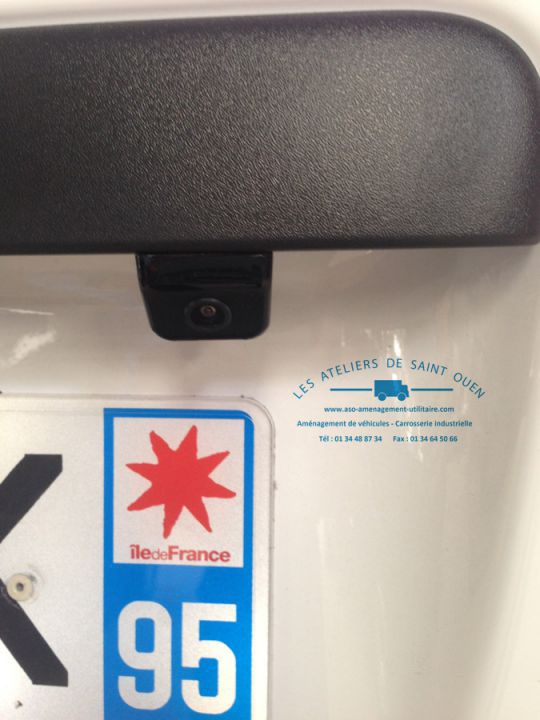 LES ATELIERS DE SAINT OUEN
www.aso-amenagement-utilitaire.com
Aménagement de véhicules - Carrosserie Industrielle
Tél : 01 34 48 87 34 Fax : 01 34 64 50 66
X
îledeFrance
95